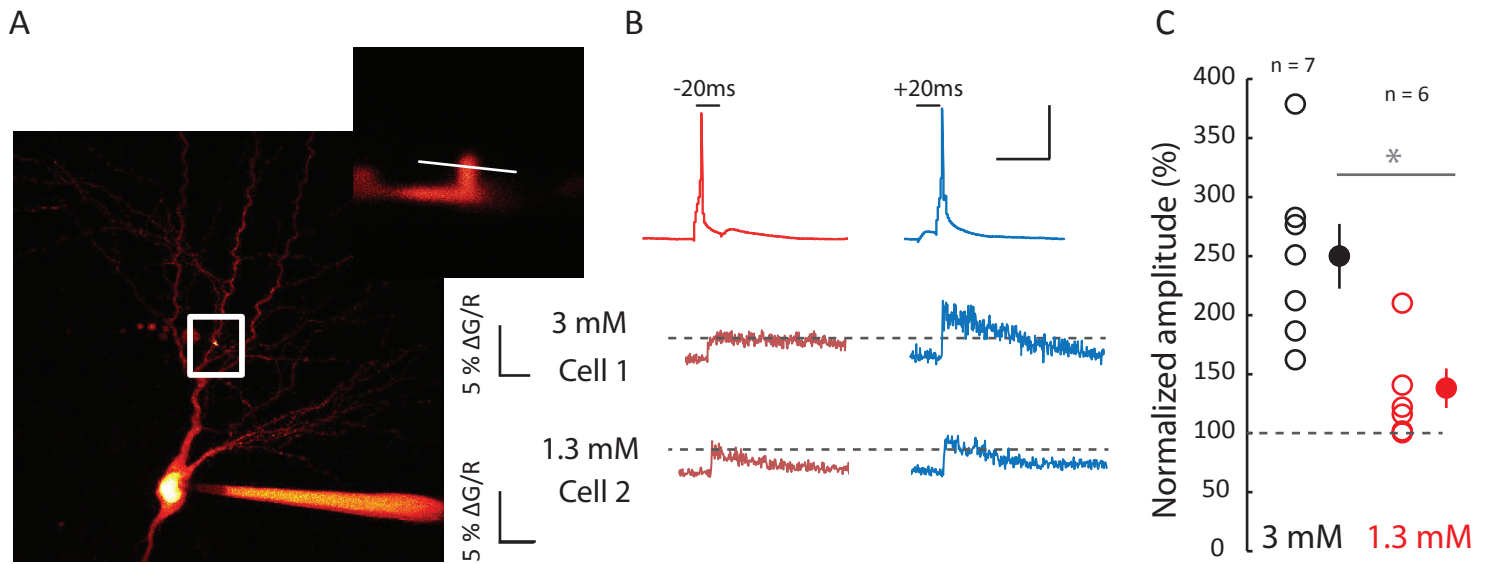 A
B
C
-20ms
+20ms
5 % ΔG/R
3 mM
Cell 1
5 % ΔG/R
1.3 mM
Cell 2
Normalized amplitude (%)
400
350
300
250
200
150
100
50
0
n = 7
n = 6
*
3 mM
1.3 mM